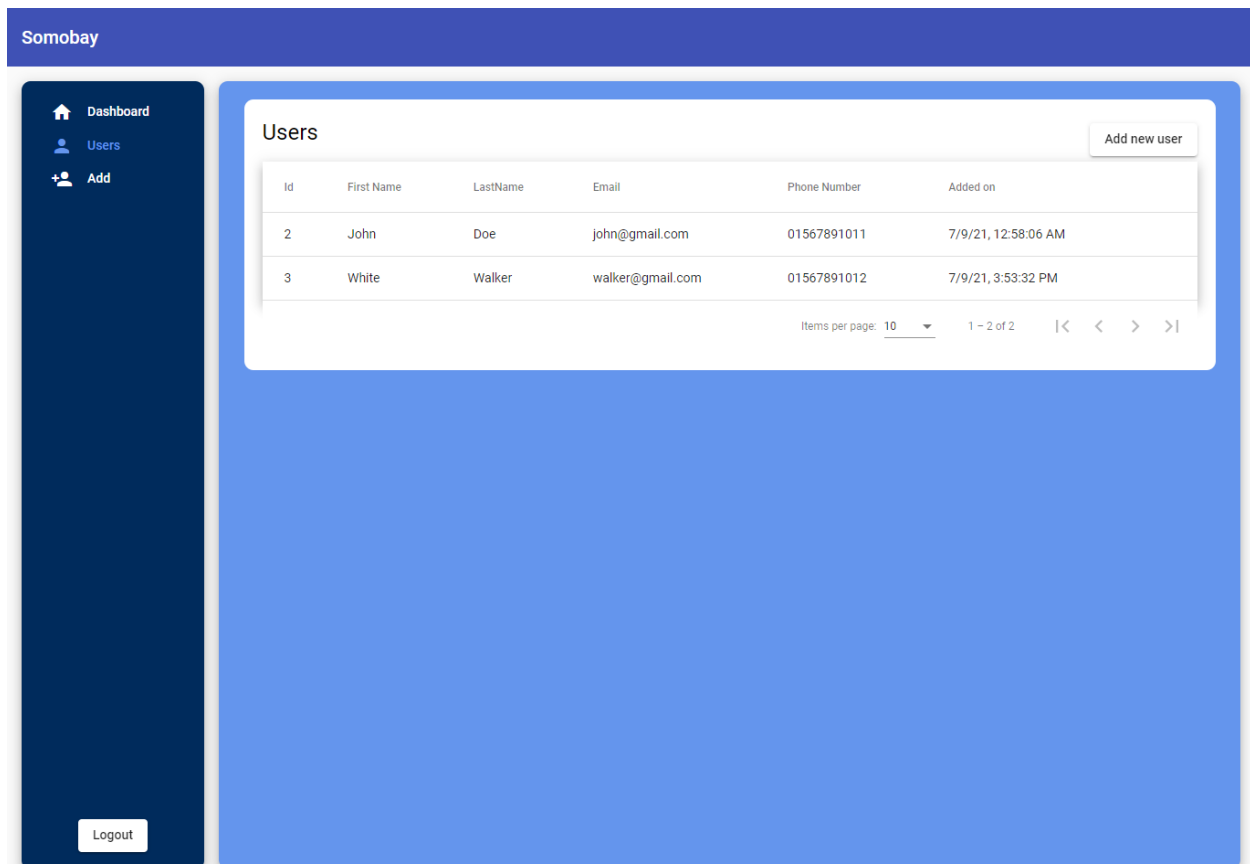 Somobay
Dashboard
Users
Add
Logout
Users
Add new user
Id First Name LastName Email Phone Number Added on
2 John Doe john@gmail.com 01567891011 7/9/21, 12:58:06 AM
3 White Walker walker@gmail.com 01567891012 7/9/21, 3:53:32 PM
Items per page: 10 1 – 2 of 2